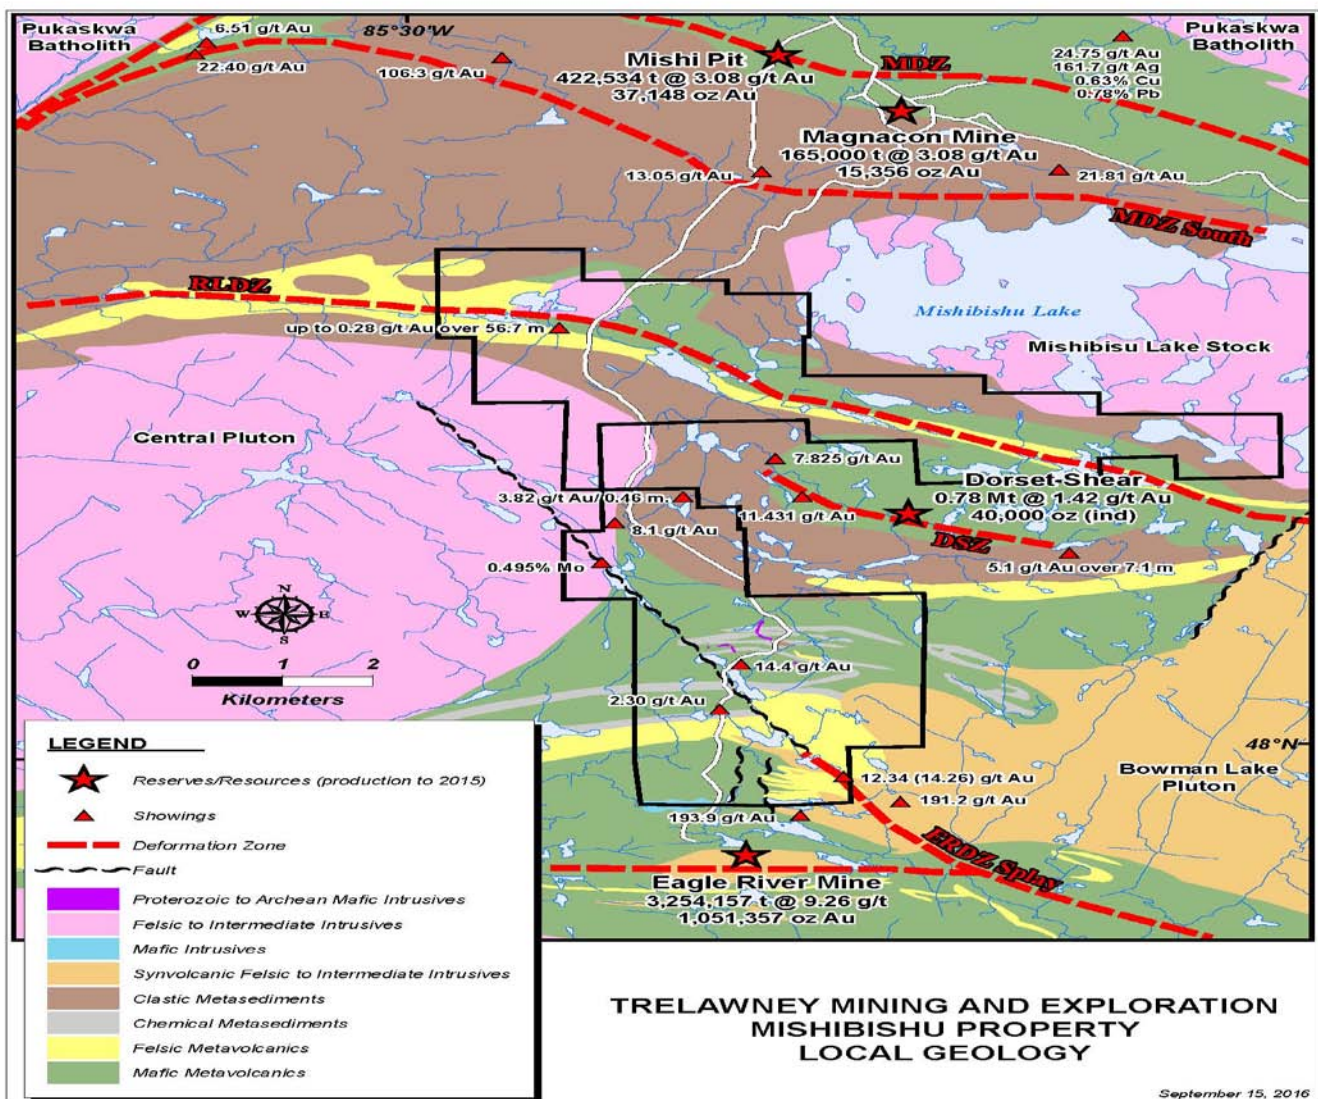 Pukaskwa
Batholith
6.51 g/t Au
22.40 g/t Au
85°30'W
106.3 g/t Au
Mishi Pit
422,534 t @ 3.08 g/t Au
37,148 oz Au
MDZ
24.75 g/t Au
161.7 g/t Ag
0.63% Cu
0.78% Pb
Pukaskwa
Batholith
Magnacon Mine
165,000 t @ 3.08 g/t Au
15,356 oz Au
13.05 g/t Au
21.81 g/t Au
MDZ South
RLDZ
up to 0.28 g/t Au over 56.7 m
Mishibishu Lake
Mishibisu Lake Stock
Central Pluton
7.825 g/t Au
Dorset-Shear
0.78 Mt @ 1.42 g/t Au
40,000 oz (ind)
3.82 g/t Au/ 0.46 m.
11.431 g/t Au
8.1 g/t Au
DSZ
5.1 g/t Au over 7.1 m
0.495% Mo
N
W E
S
0 1 2
Kilometers
14.4 g/t Au
2.30 g/t Au
48°N
Bowman Lake
Pluton
12.34 (14.26) g/t Au
191.2 g/t Au
193.9 g/t Au
ERDZ Splay
Eagle River Mine
3,254,157 t @ 9.26 g/t
1,051,357 oz Au
LEGEND
Reserves/Resources (production to 2015)
Showings
Deformation Zone
Fault
Proterozoic to Archean Mafic Intrusives
Felsic to Intermediate Intrusives
Mafic Intrusives
Synvolcanic Felsic to Intermediate Intrusives
Clastic Metasediments
Chemical Metasediments
Felsic Metavolcanics
Mafic Metavolcanics
TRELAWNEY MINING AND EXPLORATION
MISHIBISHU PROPERTY
LOCAL GEOLOGY
September 15, 2016